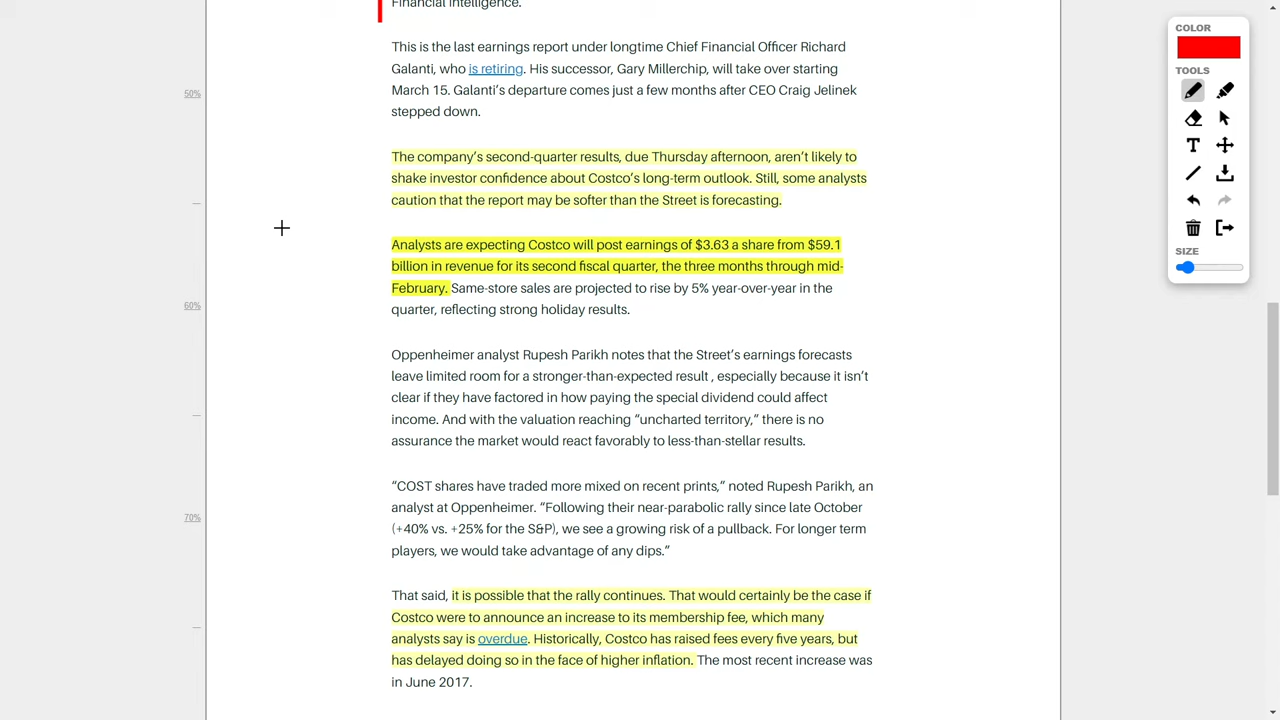 Financial Intelligence.
This is the last earnings report under longtime Chief Financial Officer Richard
Galanti, who is retiring. His successor, Gary Millerchip, will take over starting
March 15. Galanti’s departure comes just a few months after CEO Craig Jelinek
stepped down.
The company’s second-quarter results, due Thursday afternoon, aren’t likely to
shake investor confidence about Costco’s long-term outlook. Still, some analysts
caution that the report may be softer than the Street is forecasting.
Analysts are expecting Costco will post earnings of $3.63 a share from $59.1
billion in revenue for its second fiscal quarter, the three months through mid-
February. Same-store sales are projected to rise by 5% year-over-year in the
quarter, reflecting strong holiday results.
Oppenheimer analyst Rupesh Parikh notes that the Street’s earnings forecasts
leave limited room for a stronger-than-expected result , especially because it isn’t
clear if they have factored in how paying the special dividend could affect
income. And with the valuation reaching “uncharted territory,” there is no
assurance the market would react favorably to less-than-stellar results.
“COST shares have traded more mixed on recent prints,” noted Rupesh Parikh, an
analyst at Oppenheimer. “Following their near-parabolic rally since late October
(+40% vs. +25% for the S&P), we see a growing risk of a pullback. For longer term
players, we would take advantage of any dips.”
That said, it is possible that the rally continues. That would certainly be the case if
Costco were to announce an increase to its membership fee, which many
analysts say is overdue. Historically, Costco has raised fees every five years, but
has delayed doing so in the face of higher inflation. The most recent increase was
in June 2017.
50%
60%
70%
COLOR
TOOLS
T
SIZE